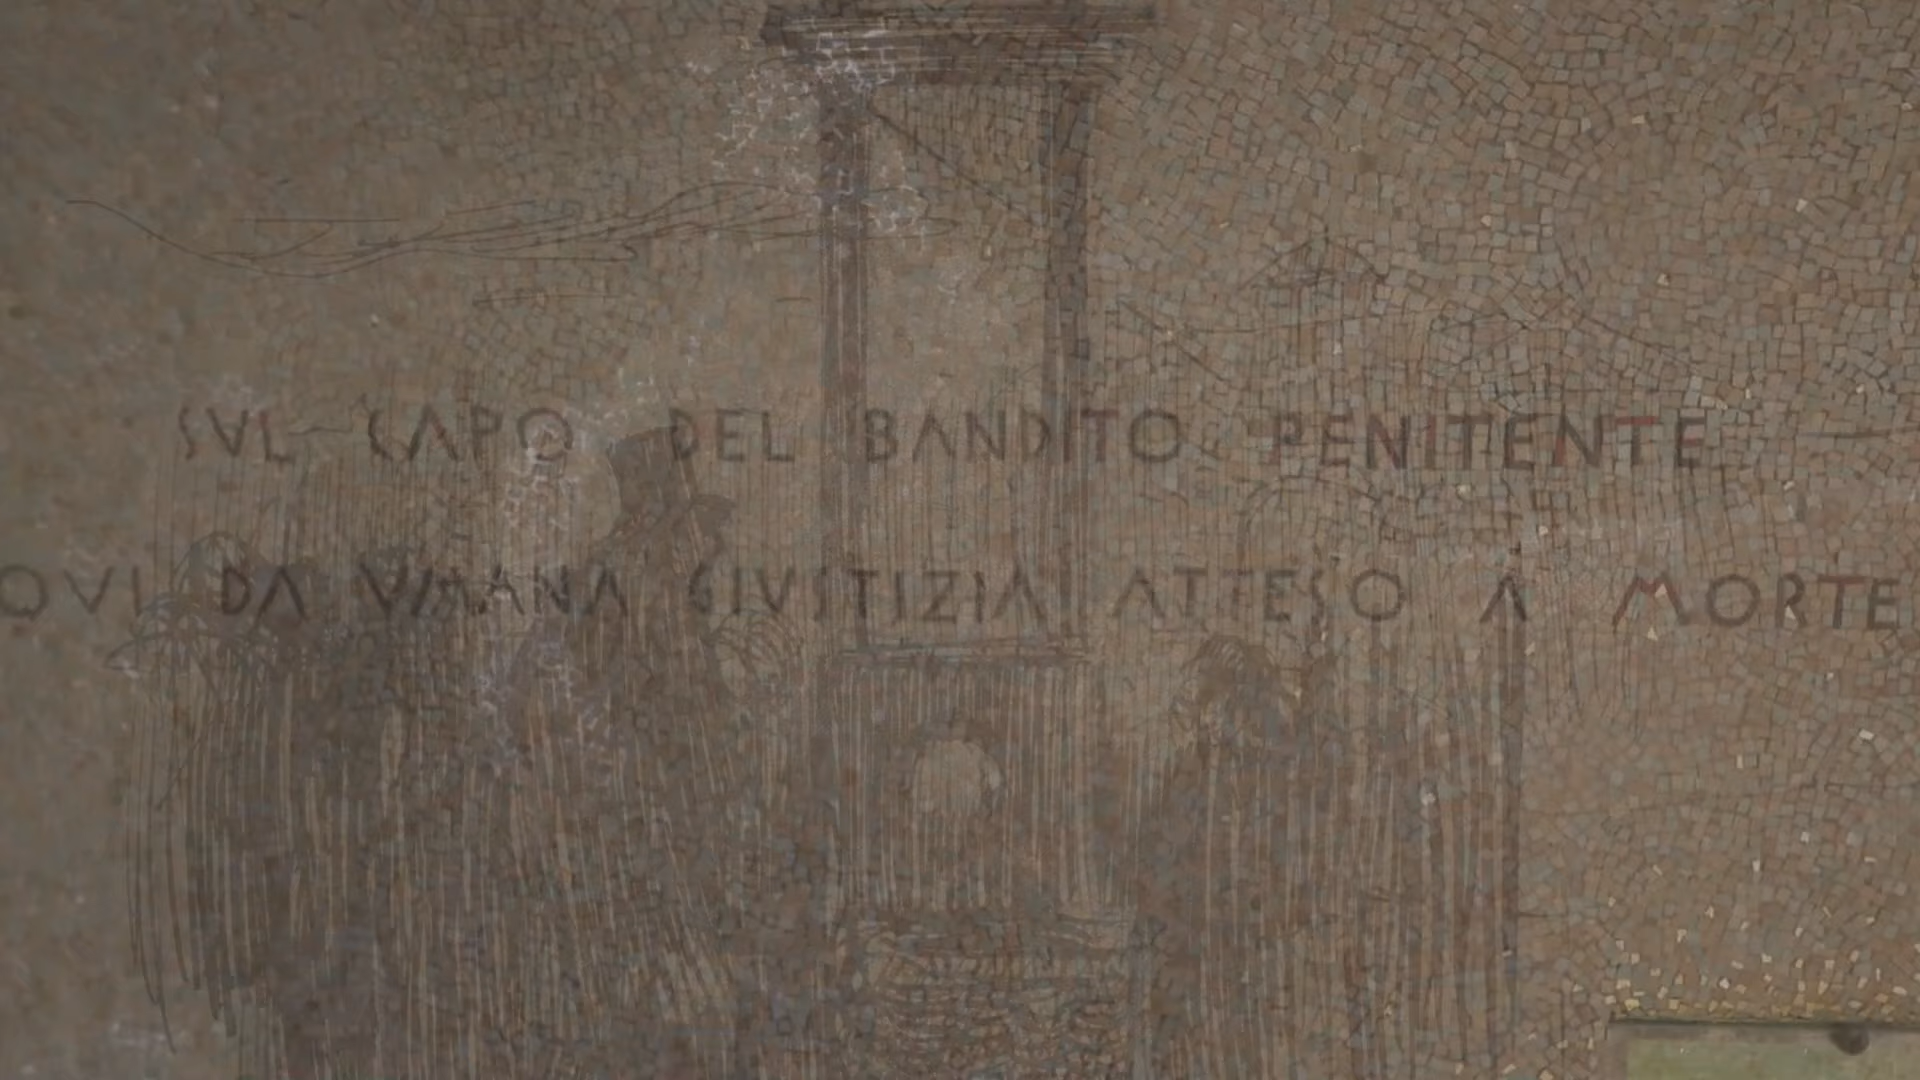 SVL CAPO DEL BANDITO PENITENTE
QVI DA VMANA GIVSTIZIA ATTESO A MORTE